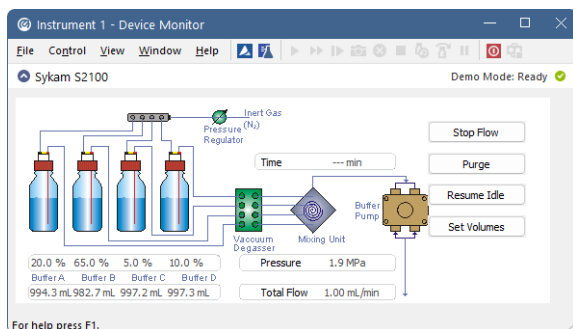 Instrument 1 - Device Monitor
File Control View Window Help
Sykam S2100 Demo Mode: Ready
Inert Gas
(N₂)
Pressure
Regulator
Time --- min
Stop Flow
Purge
Resume Idle
Set Volumes
Buffer
Pump
Vacuum
Degasser
Mixing Unit
20.0 % 65.0 % 5.0 % 10.0 %
Buffer A Buffer B Buffer C Buffer D
994.3 mL 982.7 mL 997.2 mL 997.3 mL
Pressure 1.9 MPa
Total Flow 1.00 mL/min
For help press F1.